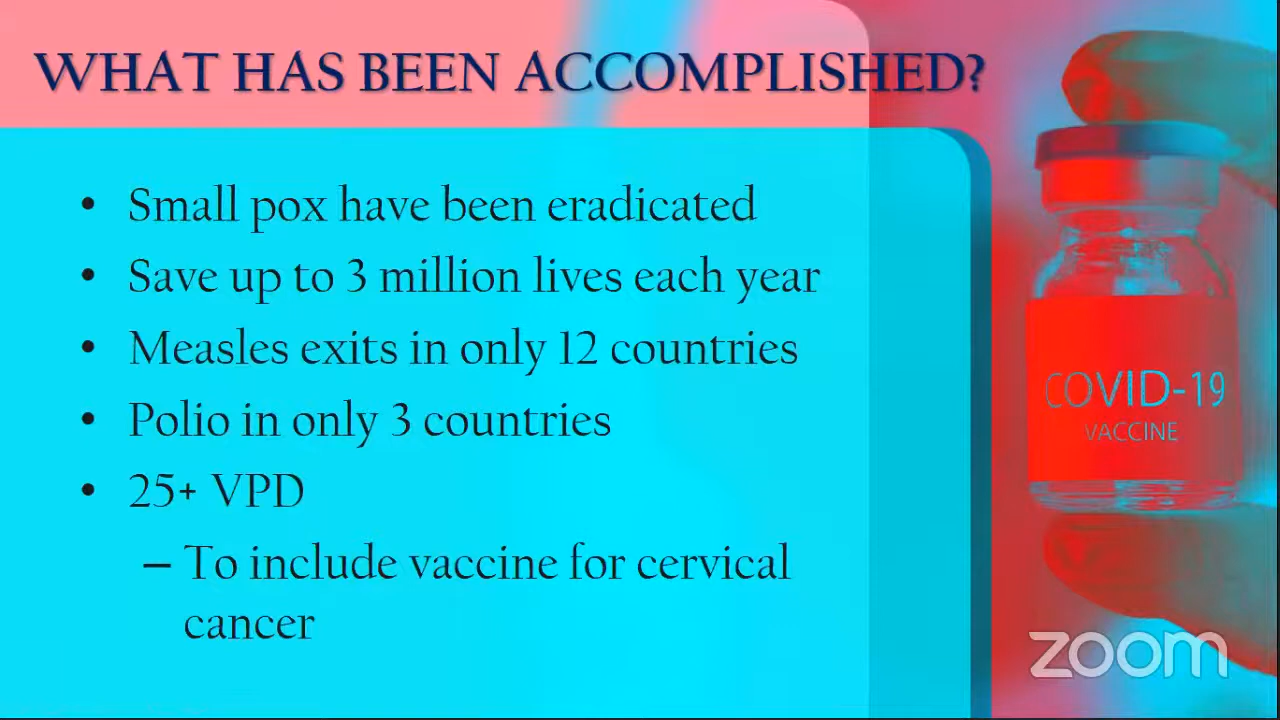 WHAT HAS BEEN ACCOMPLISHED?
• Small pox have been eradicated
• Save up to 3 million lives each year
• Measles exits in only 12 countries
• Polio in only 3 countries
• 25+ VPD
– To include vaccine for cervical
cancer
COVID-19
VACCINE
zoom